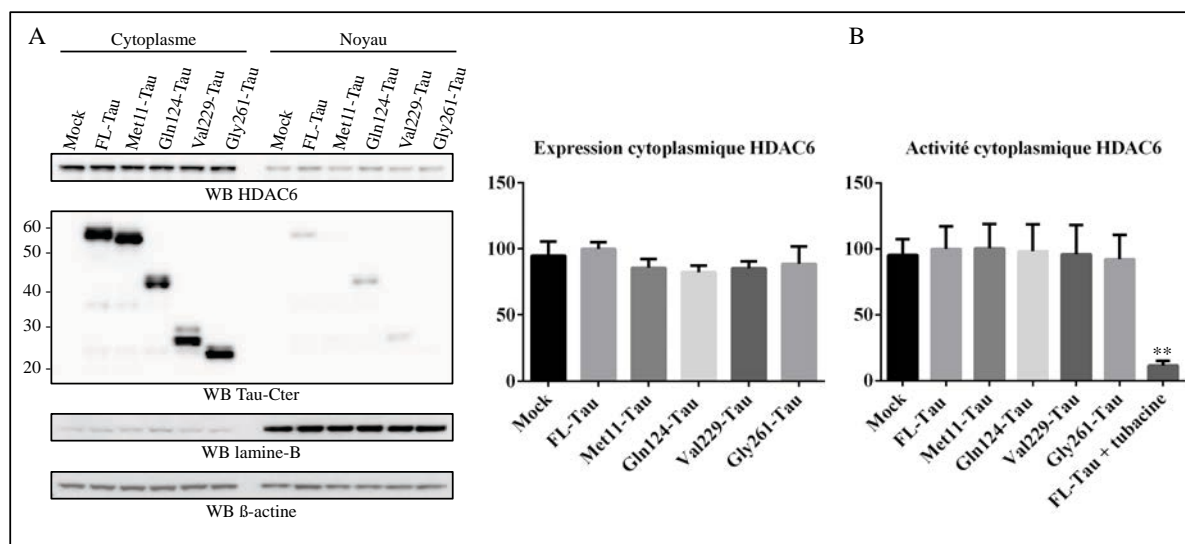 A
Cytoplasme
Noyau
Mock
FL-Tau
Met11-Tau
Gln124-Tau
Val229-Tau
Gly261-Tau
Mock
FL-Tau
Met11-Tau
Gln124-Tau
Val229-Tau
Gly261-Tau
WB HDAC6
60
50
40
30
20
WB Tau-Cter
WB lamine-B
WB ß-actine
Expression cytoplasmique HDAC6
150
100
50
0
Mock
FL-Tau
Met11-Tau
Gln124-Tau
Val229-Tau
Gly261-Tau
B
Activité cytoplasmique HDAC6
150
100
50
0
**
Mock
FL-Tau
Met11-Tau
Gln124-Tau
Val229-Tau
Gly261-Tau
FL-Tau + tubacine